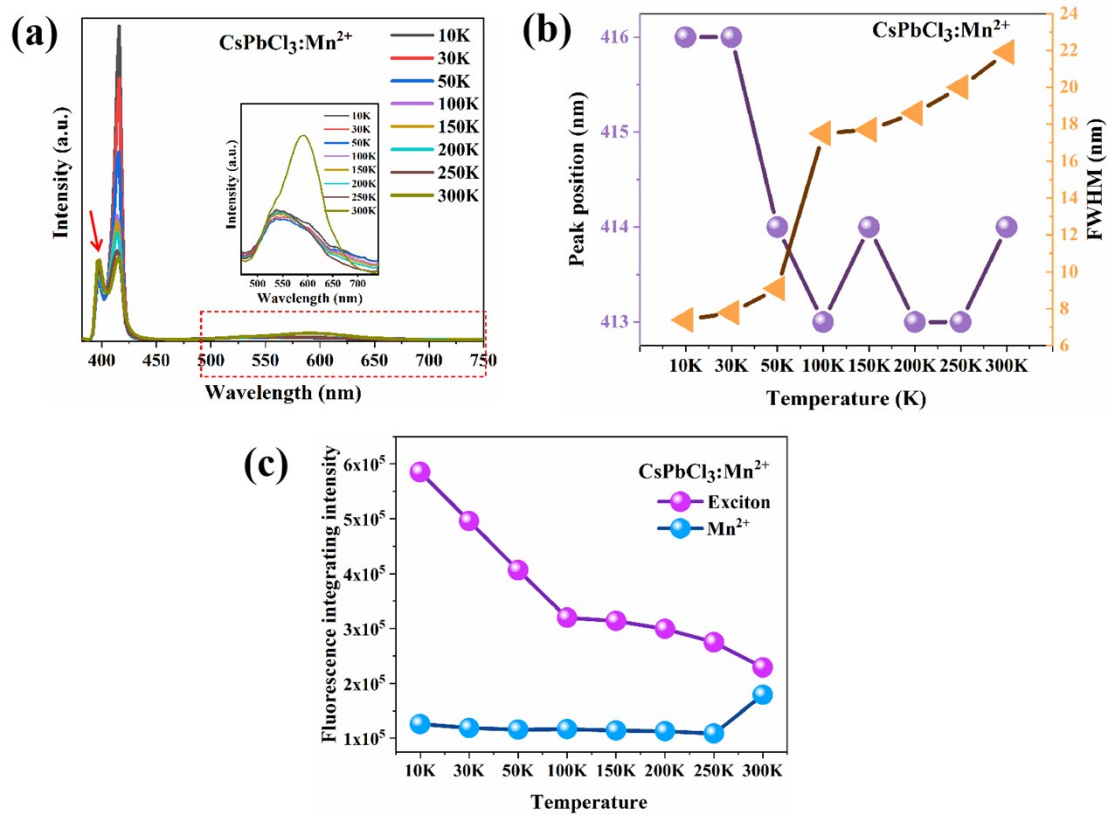 (a)
CsPbCl₃:Mn²⁺
10K
30K
50K
100K
150K
200K
250K
300K
Intensity (a.u.)
400
450
500
550
600
650
700
750
Wavelength (nm)
10K
30K
50K
100K
150K
200K
250K
300K
Intensity (a.u.)
500
550
600
650
700
Wavelength (nm)
(b)
CsPbCl₃:Mn²⁺
Peak position (nm)
416
415
414
413
FWHM (nm)
24
22
20
18
16
14
12
10
8
6
10K 30K 50K 100K 150K 200K 250K 300K
Temperature (K)
(c)
CsPbCl₃:Mn²⁺
Exciton
Mn²⁺
Fluorescence integrating intensity
6x10⁵
5x10⁵
4x10⁵
3x10⁵
2x10⁵
1x10⁵
10K 30K 50K 100K 150K 200K 250K 300K
Temperature